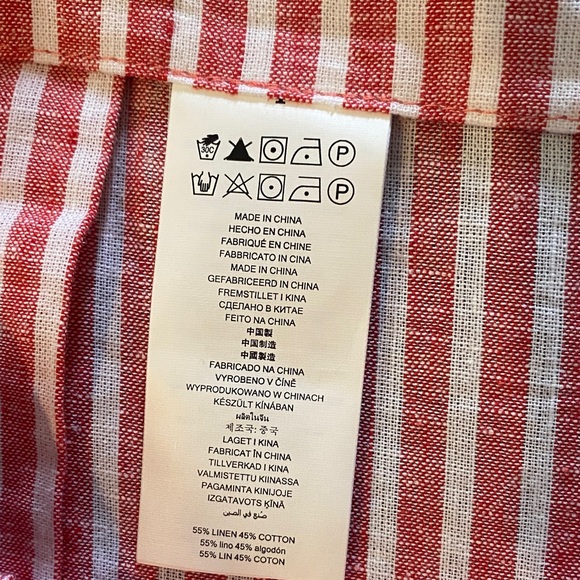 30C P
P
MADE IN CHINA
HECHO EN CHINA
FABRIQUÉ EN CHINE
FABBRICATO IN CINA
MADE IN CHINA
GEFABRICEERD IN CHINA
FREMSTILLET I KINA
СДЕЛАНО В КИТАЕ
FEITO NA CHINA
中国製
中国制造
中國製造
FABRICADO NA CHINA
VYROBENO V ČÍNĚ
WYPRODUKOWANO W CHINACH
KÉSZÜLT KÍNÁBAN
ผลิตในจีน
제조국: 중국
LAGET I KINA
FABRICAT ÎN CHINA
TILLVERKAD I KINA
VALMISTETTU KIINASSA
PAGAMINTA KINIJOJE
IZGATAVOTS ĶĪNĀ
صنع في الصين
55% LINEN 45% COTTON
55% lino 45% algodón
55% LIN 45% COTON